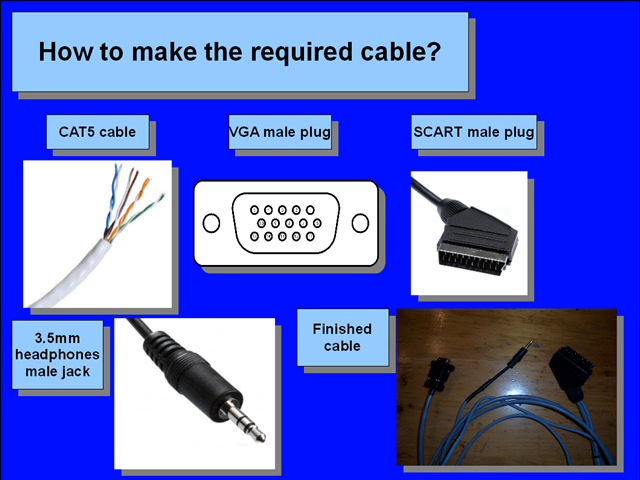 How to make the required cable?
CAT5 cable
VGA male plug
SCART male plug
3.5mm
headphones
male jack
Finished
cable